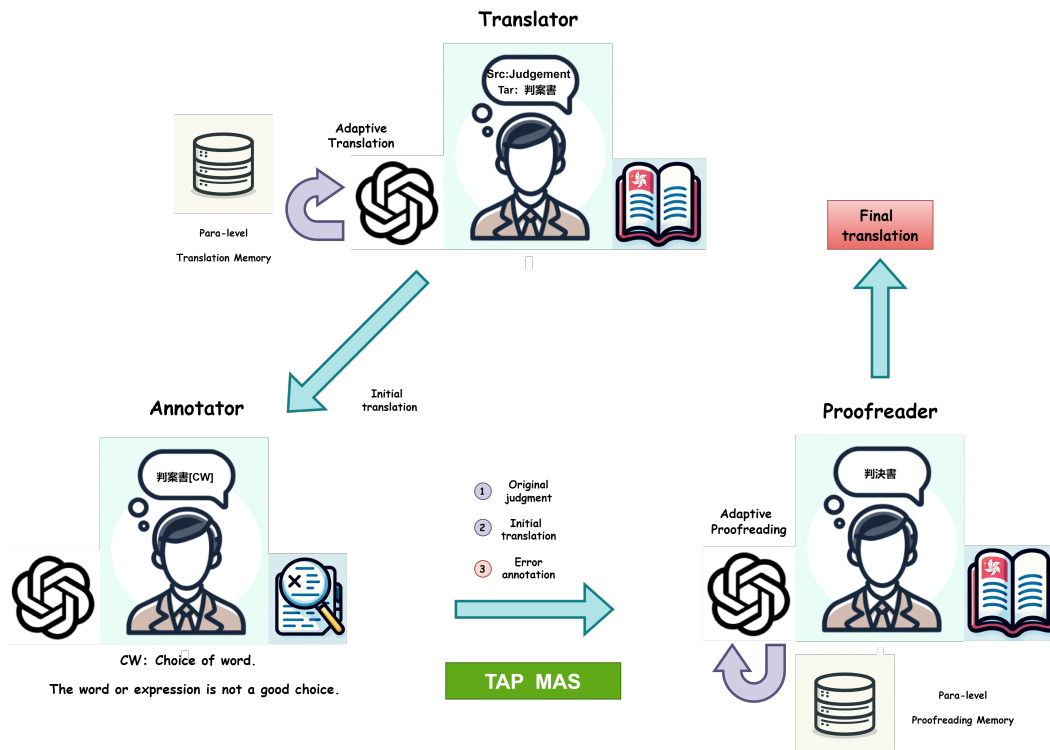 Translator
Src:Judgement
Tar: 判案書
Adaptive
Translation
Para-level
Translation Memory
Final
translation
Initial
translation
Annotator
判案書[CW]
CW: Choice of word.
The word or expression is not a good choice.
1 Original
judgment
2 Initial
translation
3 Error
annotation
TAP MAS
Proofreader
判決書
Adaptive
Proofreading
Para-level
Proofreading Memory